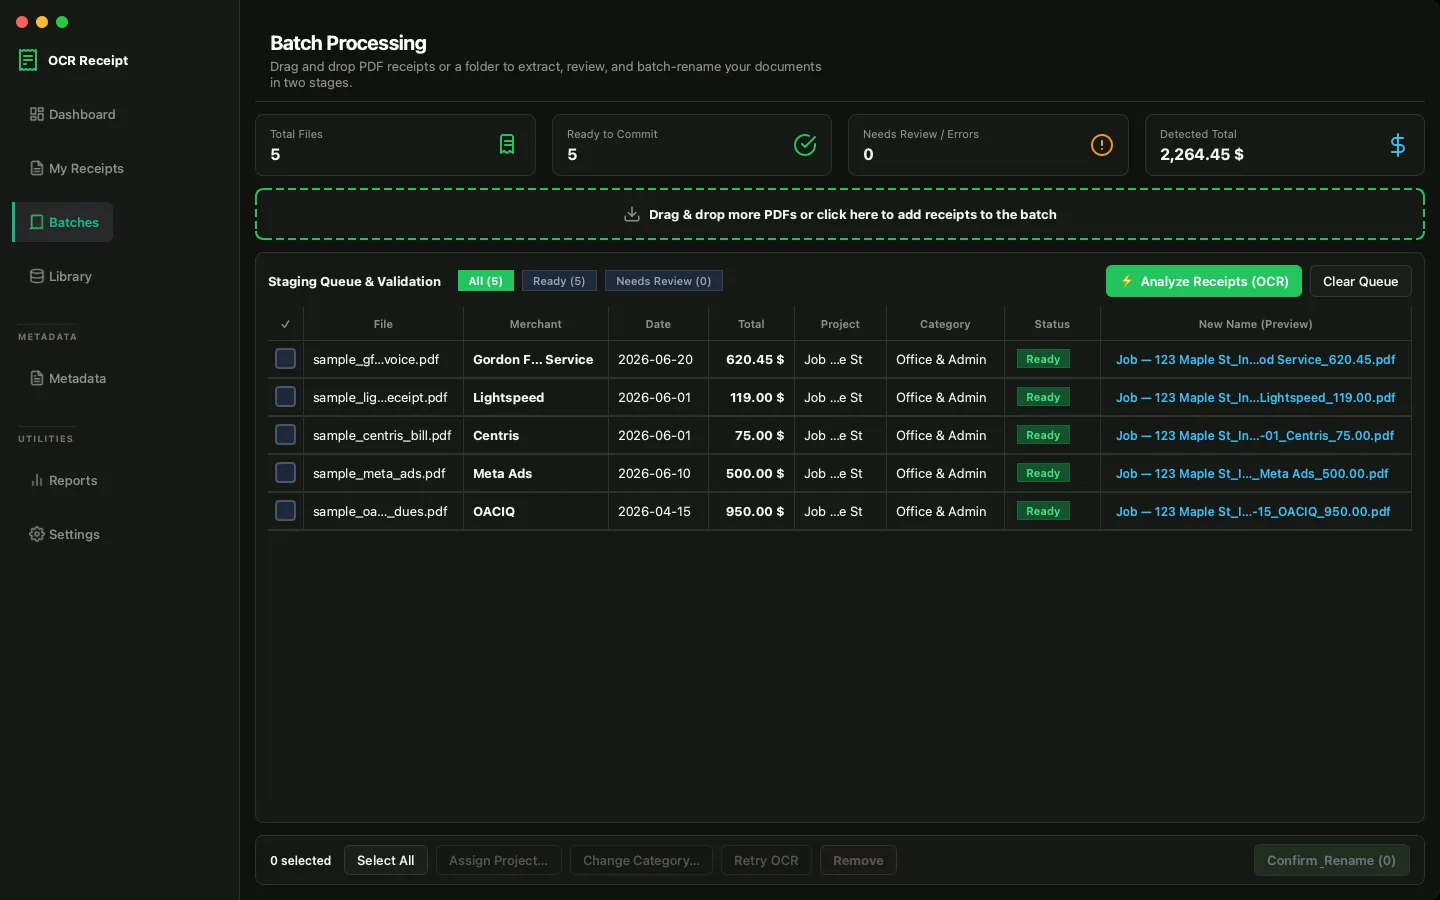 OCR Receipt
Dashboard
My Receipts
Batches
Library
METADATA
Metadata
UTILITIES
Reports
Settings
Batch Processing
Drag and drop PDF receipts or a folder to extract, review, and batch-rename your documents
in two stages.
Total Files
5
Ready to Commit
5
Needs Review / Errors
0
Detected Total
2,264.45 $
Drag & drop more PDFs or click here to add receipts to the batch
Staging Queue & Validation All (5) Ready (5) Needs Review (0) ⚡ Analyze Receipts (OCR) Clear Queue
✓ File Merchant Date Total Project Category Status New Name (Preview)
sample_gf...voice.pdf Gordon F... Service 2026-06-20 620.45 $ Job ...e St Office & Admin Ready Job — 123 Maple St_In...od Service_620.45.pdf
sample_lig...eceipt.pdf Lightspeed 2026-06-01 119.00 $ Job ...e St Office & Admin Ready Job — 123 Maple St_In...Lightspeed_119.00.pdf
sample_centris_bill.pdf Centris 2026-06-01 75.00 $ Job ...e St Office & Admin Ready Job — 123 Maple St_In...-01_Centris_75.00.pdf
sample_meta_ads.pdf Meta Ads 2026-06-10 500.00 $ Job ...e St Office & Admin Ready Job — 123 Maple St_I..._Meta Ads_500.00.pdf
sample_oa..._dues.pdf OACIQ 2026-04-15 950.00 $ Job ...e St Office & Admin Ready Job — 123 Maple St_I...-15_OACIQ_950.00.pdf
0 selected Select All Assign Project... Change Category... Retry OCR Remove Confirm_Rename (0)